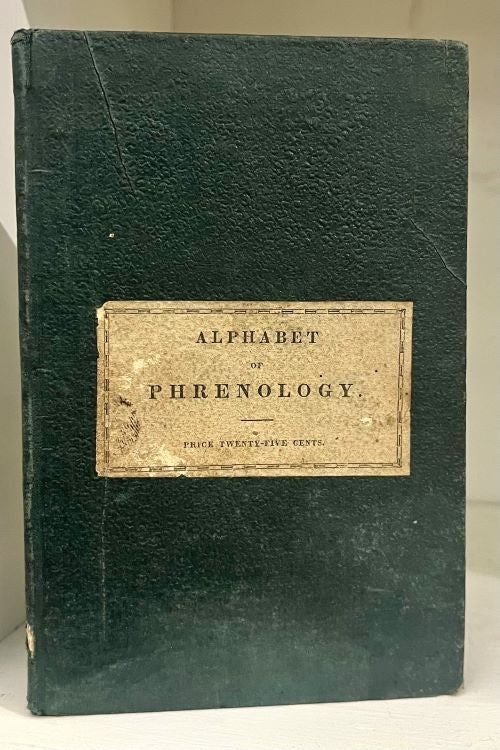 ALPHABET
OF
PHRENOLOGY.
PRICE TWENTY-FIVE CENTS.